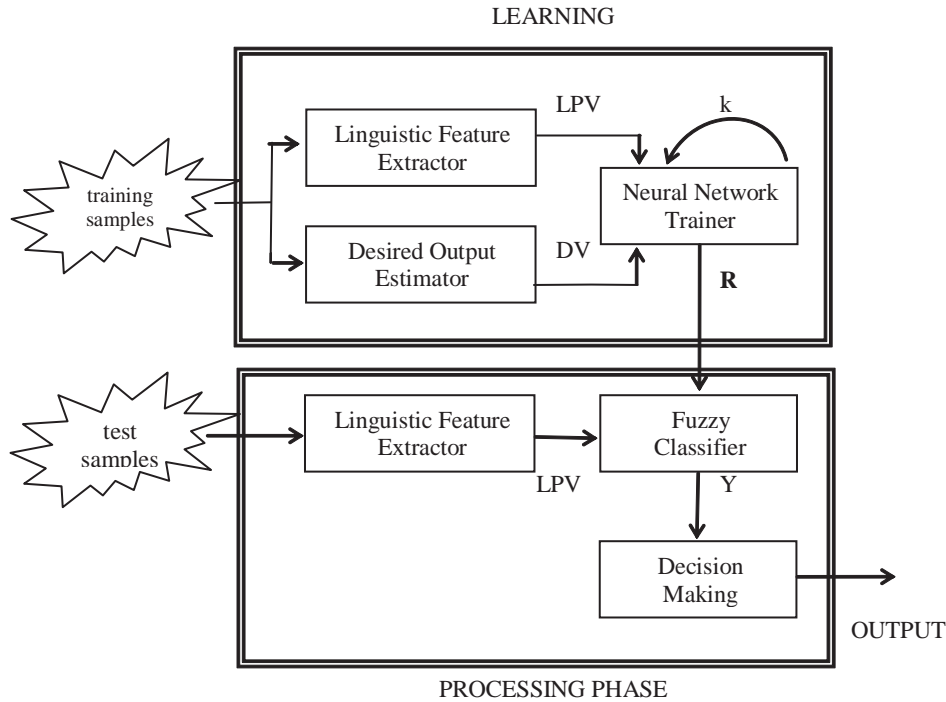 LEARNING
LPV
k
Linguistic Feature
Extractor
Neural Network
Trainer
training
samples
Desired Output
Estimator
DV
R
test
samples
Linguistic Feature
Extractor
LPV
Fuzzy
Classifier
Y
Decision
Making
OUTPUT
PROCESSING PHASE